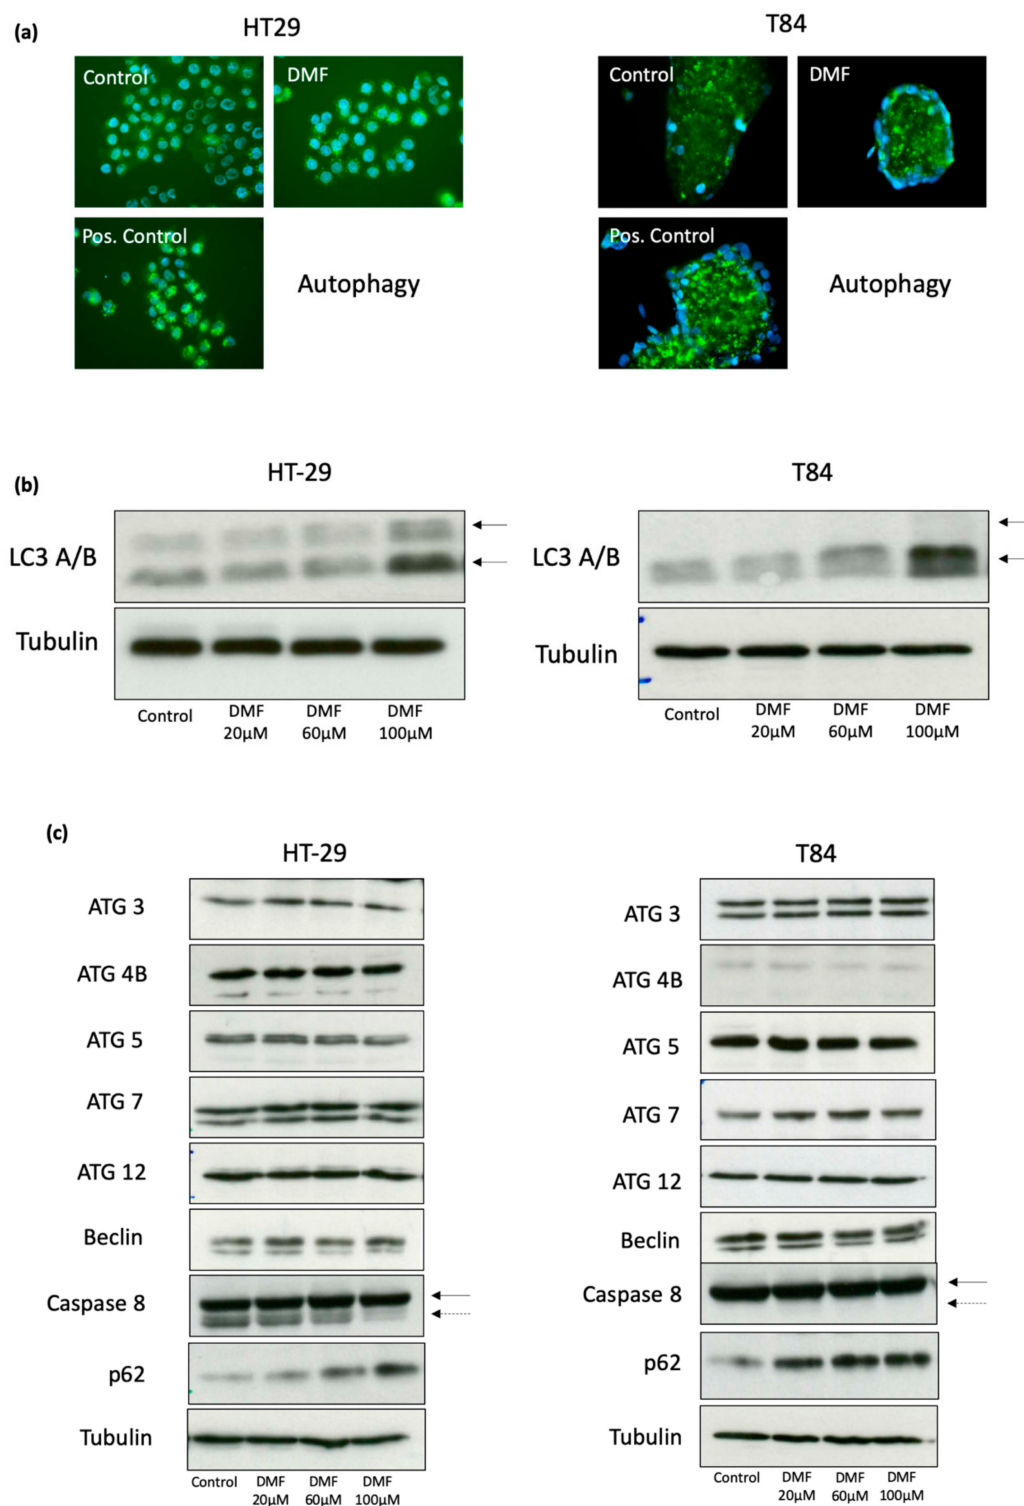 (a)
HT29
T84
Control
DMF
Control
DMF
Pos. Control
Autophagy
Pos. Control
Autophagy
(b)
HT-29
T84
LC3 A/B
LC3 A/B
Tubulin
Tubulin
Control
DMF
20µM
DMF
60µM
DMF
100µM
Control
DMF
20µM
DMF
60µM
DMF
100µM
(c)
HT-29
T84
ATG 3
ATG 4B
ATG 5
ATG 7
ATG 12
Beclin
Caspase 8
p62
Tubulin
Control
DMF
20µM
DMF
60µM
DMF
100µM
ATG 3
ATG 4B
ATG 5
ATG 7
ATG 12
Beclin
Caspase 8
p62
Tubulin
Control
DMF
20µM
DMF
60µM
DMF
100µM